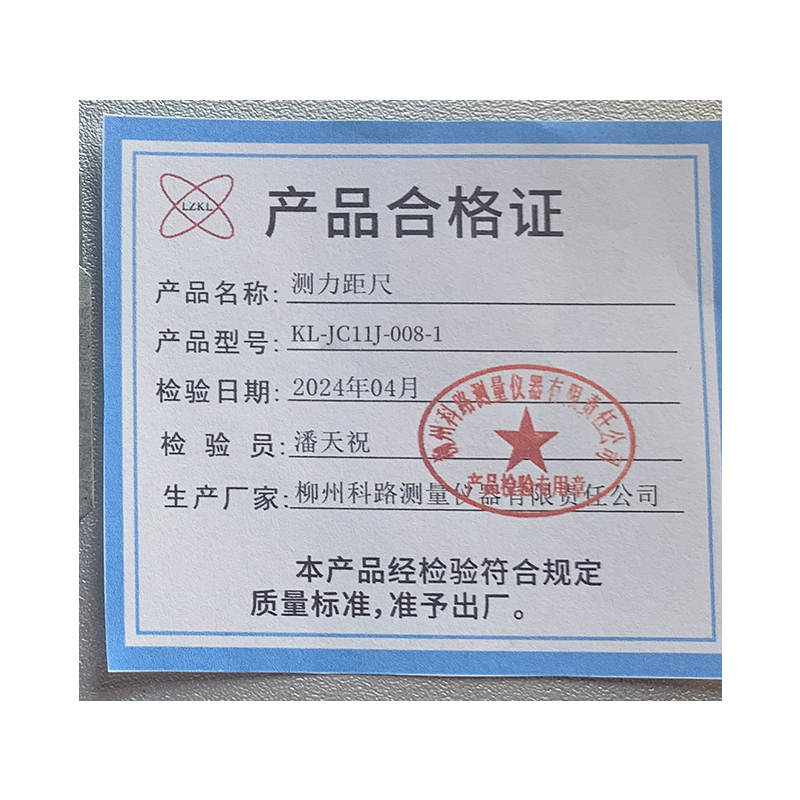 LZKL
产品合格证
产品名称: 测力距尺
产品型号: KL-JC11J-008-1
检验日期: 2024年04月
检验员: 潘天祝
生产厂家: 柳州科路测量仪器有限责任公司
柳州科路测量仪器有限责任公司
产品检验专用章
本产品经检验符合规定
质量标准,准予出厂。